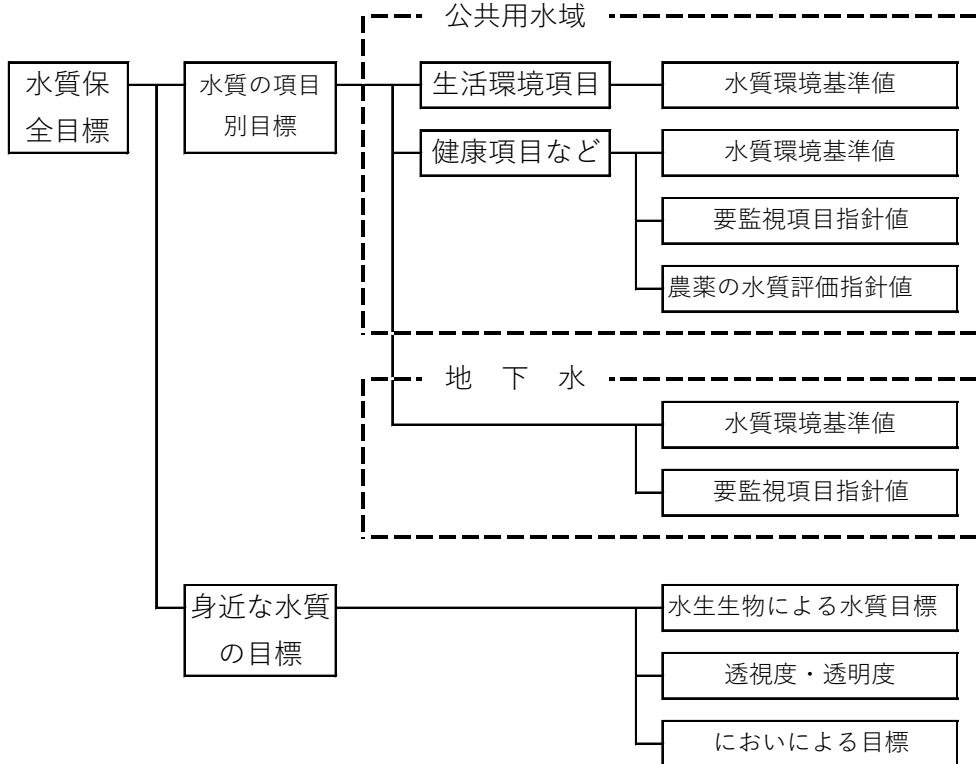 公共用水域
水質保
全目標
水質の項目
別目標
生活環境項目
水質環境基準値
健康項目など
水質環境基準値
要監視項目指針値
農薬の水質評価指針値
地　下　水
水質環境基準値
要監視項目指針値
身近な水質
の目標
水生生物による水質目標
透視度・透明度
においによる目標